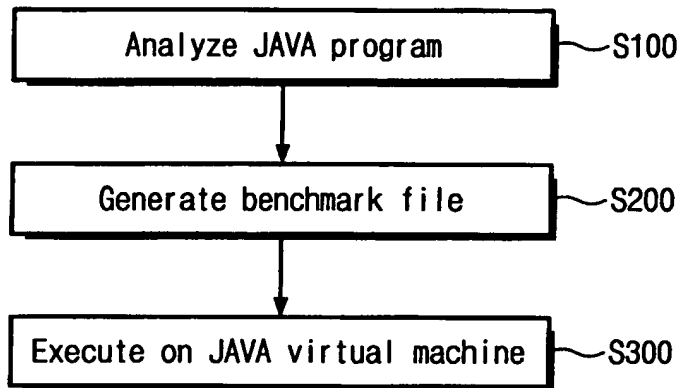 Analyze JAVA program S100
Generate benchmark file S200
Execute on JAVA virtual machine S300